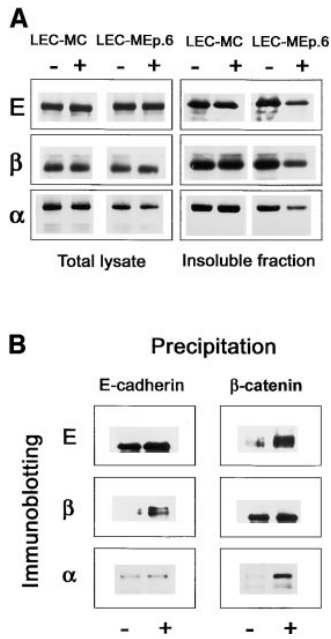 A
LEC-MC LEC-MEp.6 LEC-MC LEC-MEp.6
- + - + - + - +
E
β
α
Total lysate Insoluble fraction
B
Precipitation
E-cadherin β-catenin
Immunoblotting
E
β
α
- + - +